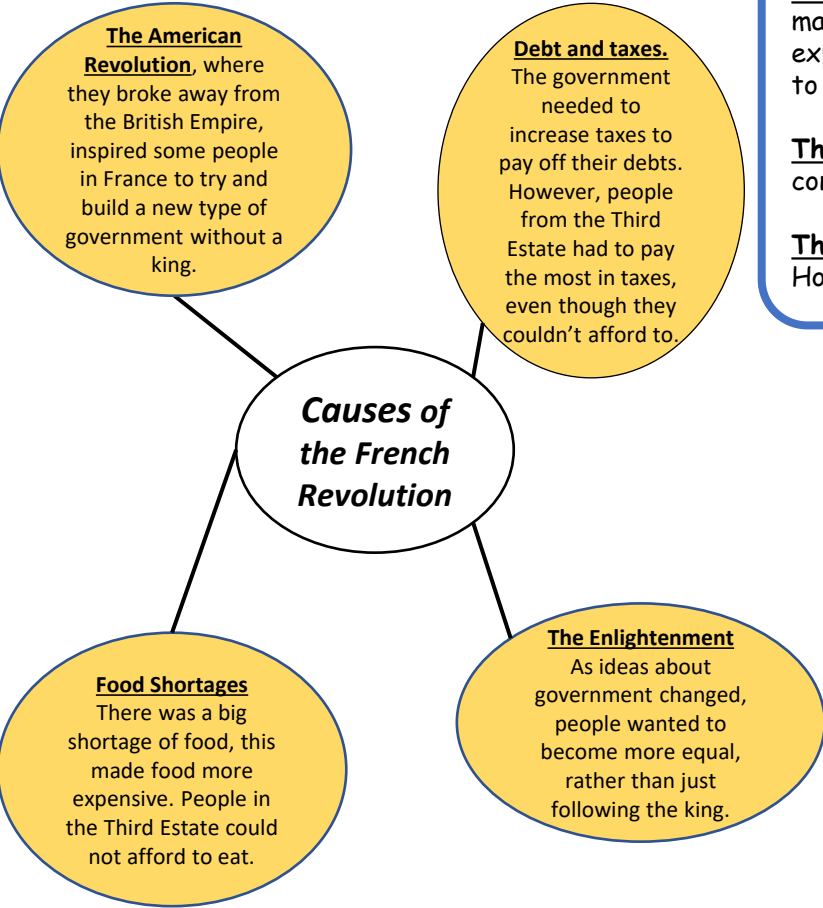 The American
Revolution, where
they broke away from
the British Empire,
inspired some people
in France to try and
build a new type of
government without a
king.
Debt and taxes.
The government
needed to
increase taxes to
pay off their debts.
However, people
from the Third
Estate had to pay
the most in taxes,
even though they
couldn’t afford to.
to
Causes of
the French
Revolution
Food Shortages
There was a big
shortage of food, this
made food more
expensive. People in
the Third Estate could
not afford to eat.
The Enlightenment
As ideas about
government changed,
people wanted to
become more equal,
rather than just
following the king.